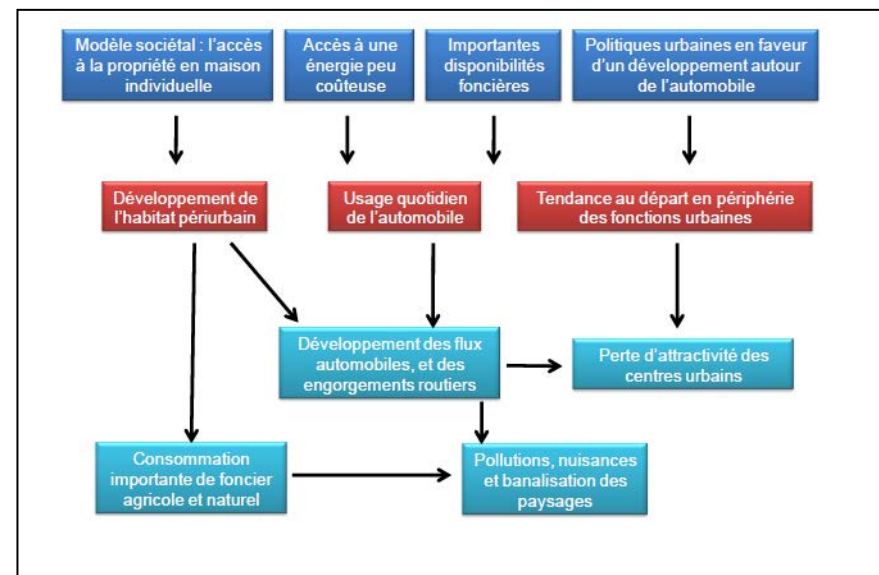 Modèle sociétal : l’accès
à la propriété en maison
individuelle
Accès à une
énergie peu
coûteuse
Importantes
disponibilités
foncières
Politiques urbaines en faveur
d’un développement autour
de l’automobile
Développement de
l’habitat périurbain
Usage quotidien
de l’automobile
Tendance au départ en périphérie
des fonctions urbaines
Développement des flux
automobiles, et des
engorgements routiers
Perte d’attractivité des
centres urbains
Consommation
importante de foncier
agricole et naturel
Pollutions, nuisances
et banalisation des
paysages